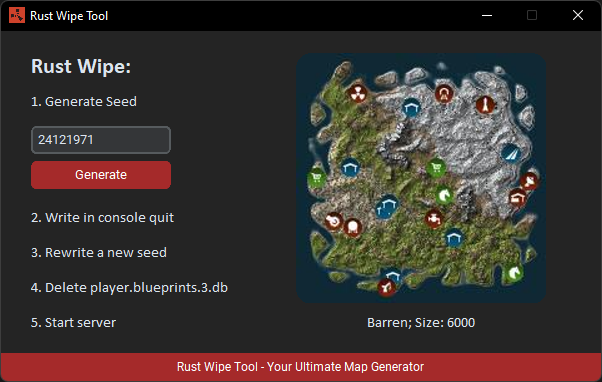 Rust Wipe Tool
Rust Wipe:
1. Generate Seed
24121971
Generate
2. Write in console quit
3. Rewrite a new seed
4. Delete player.blueprints.3.db
5. Start server
Barren; Size: 6000
Rust Wipe Tool - Your Ultimate Map Generator